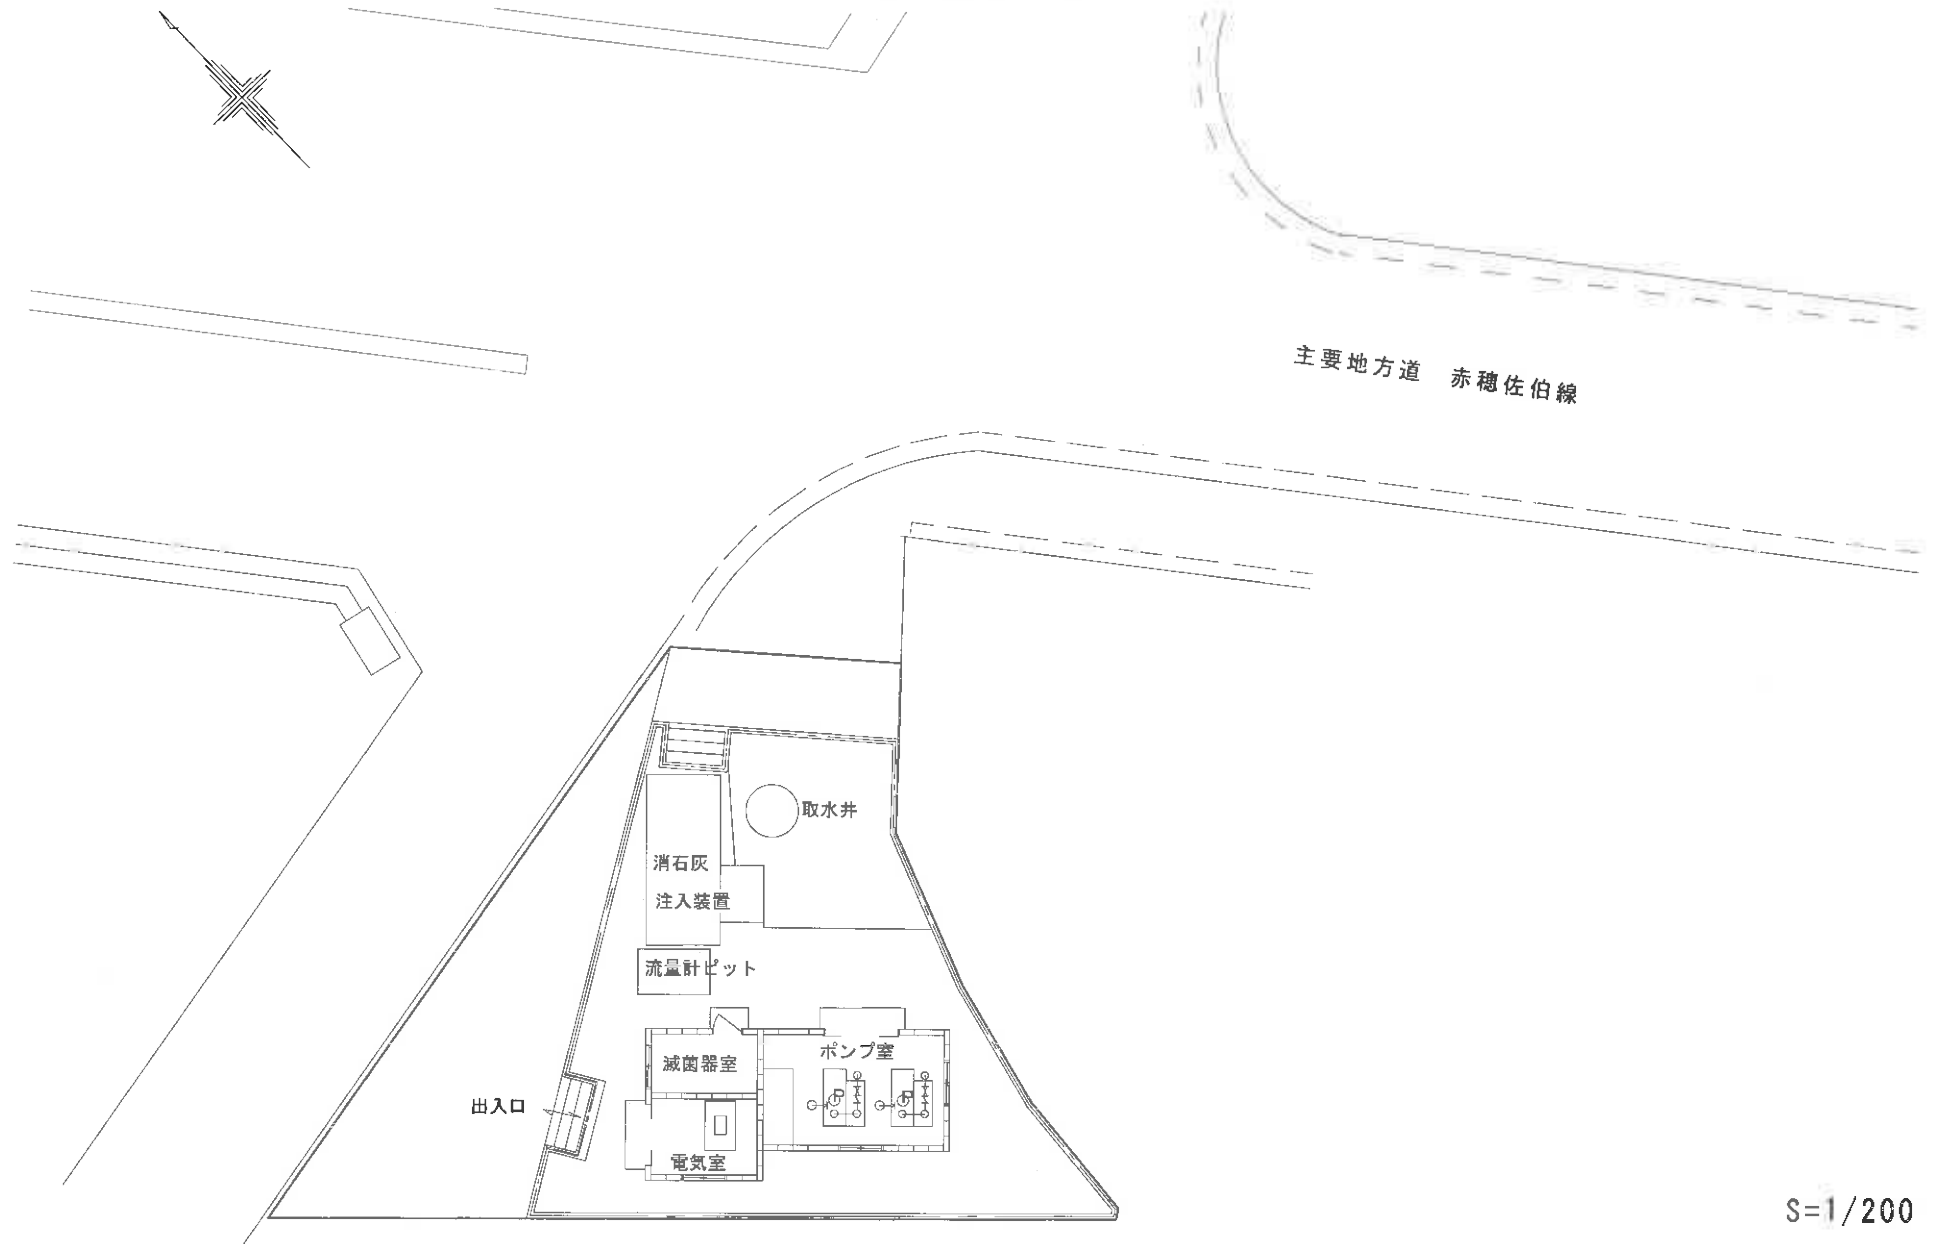 主要地方道　赤穂佐伯線
取水井
消石灰
注入装置
流量計ピット
滅菌器室
ポンプ室
P
P
出入口
電気室
S=1/200